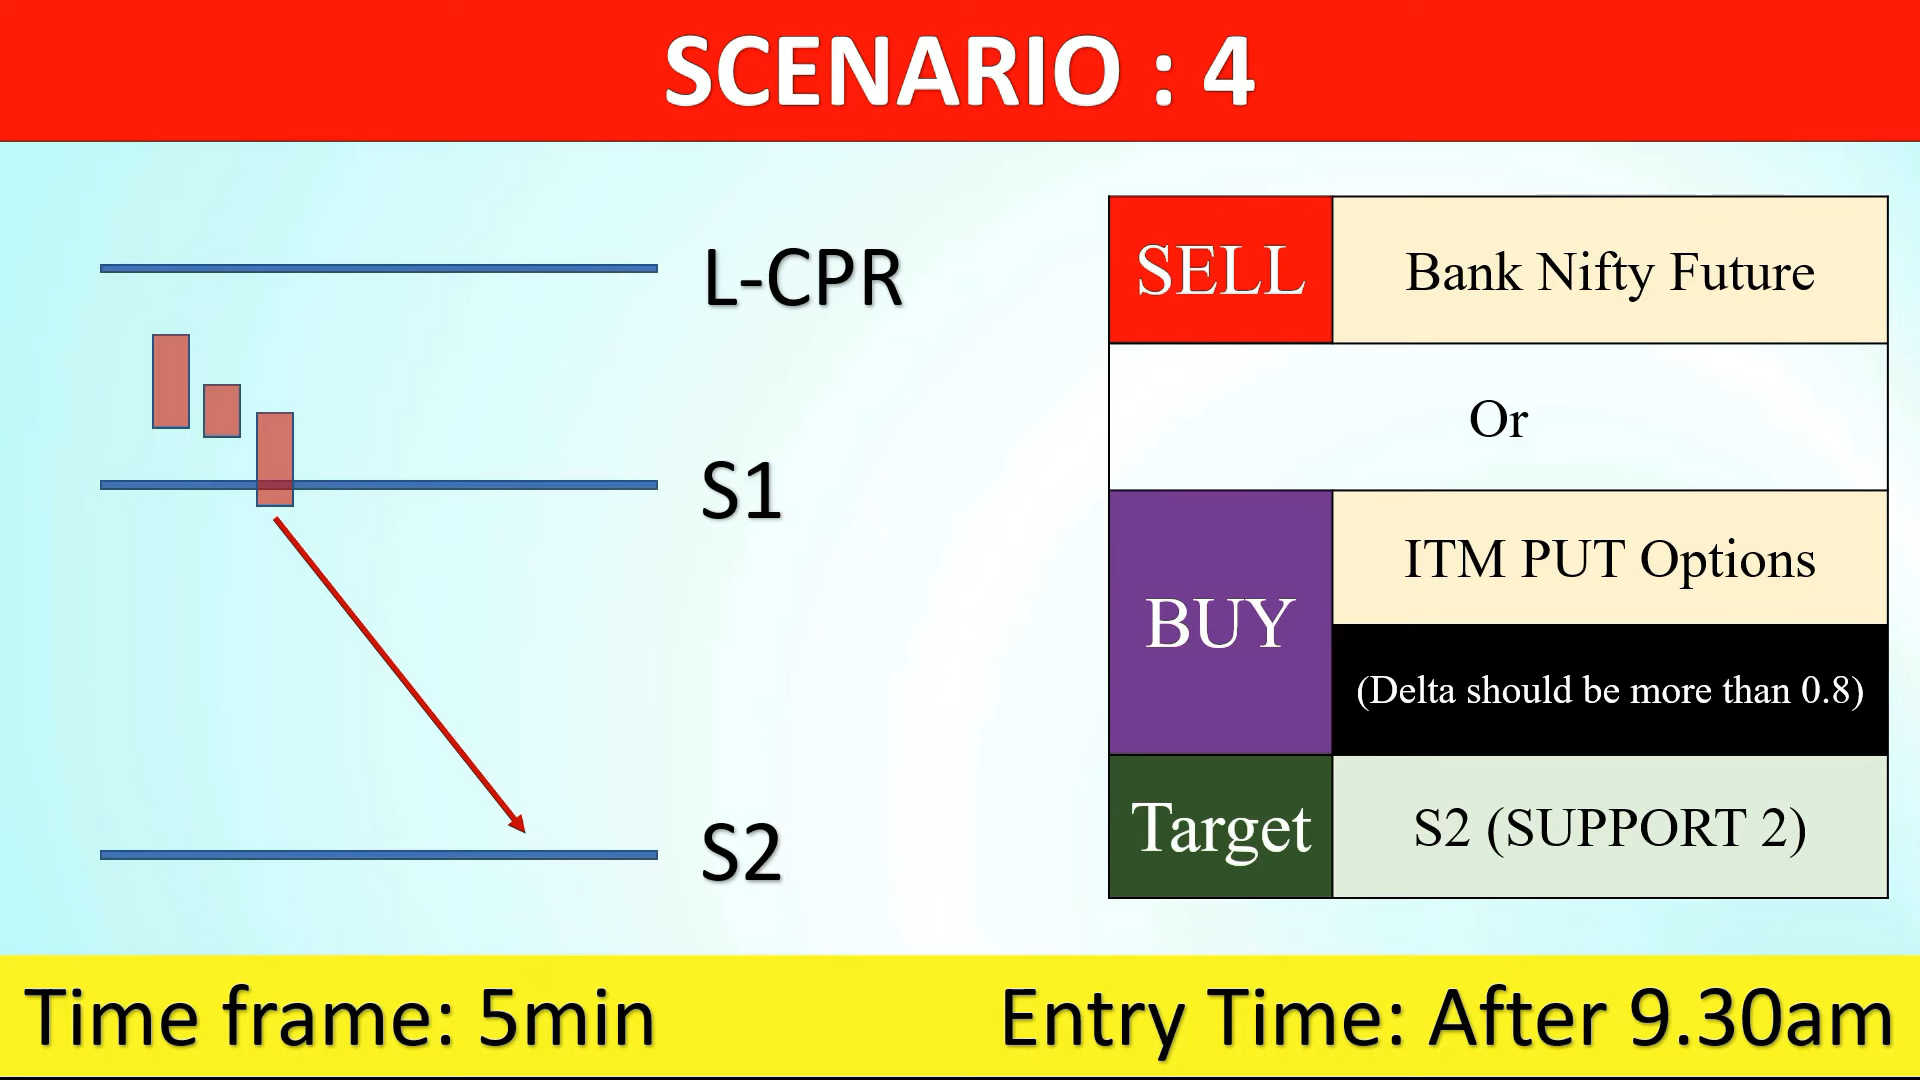 SCENARIO : 4
L-CPR
S1
S2
SELL
Bank Nifty Future
Or
BUY
ITM PUT Options
(Delta should be more than 0.8)
Target
S2 (SUPPORT 2)
Time frame: 5min
Entry Time: After 9.30am